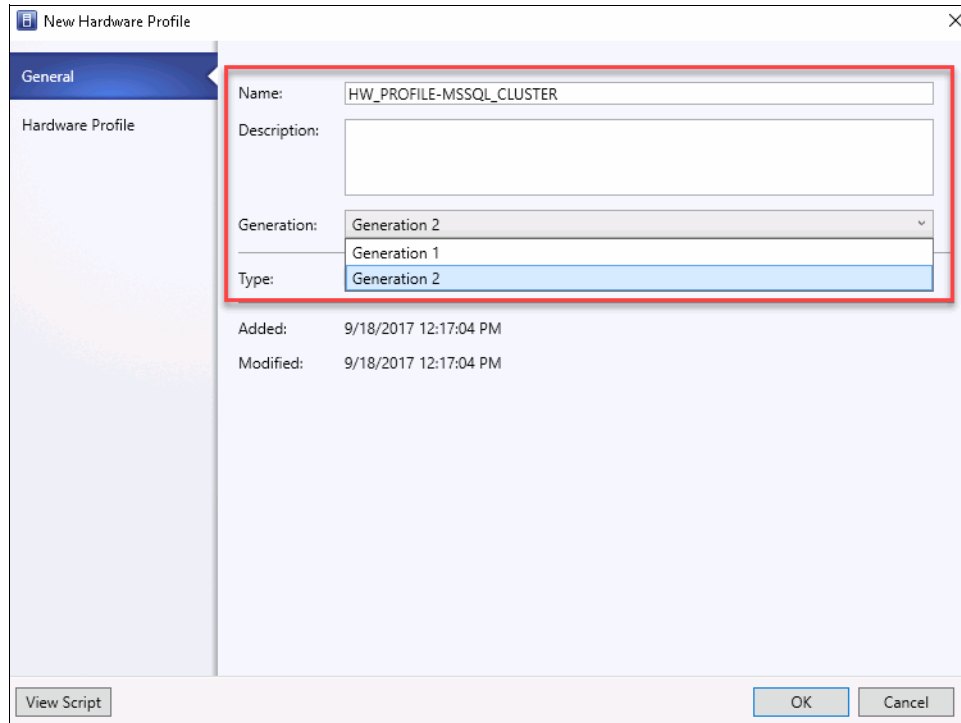 New Hardware Profile
General
Hardware Profile
Name: HW_PROFILE-MSSQL_CLUSTER
Description:
Generation: Generation 2
Generation 1
Type: Generation 2
Added: 9/18/2017 12:17:04 PM
Modified: 9/18/2017 12:17:04 PM
View Script OK Cancel